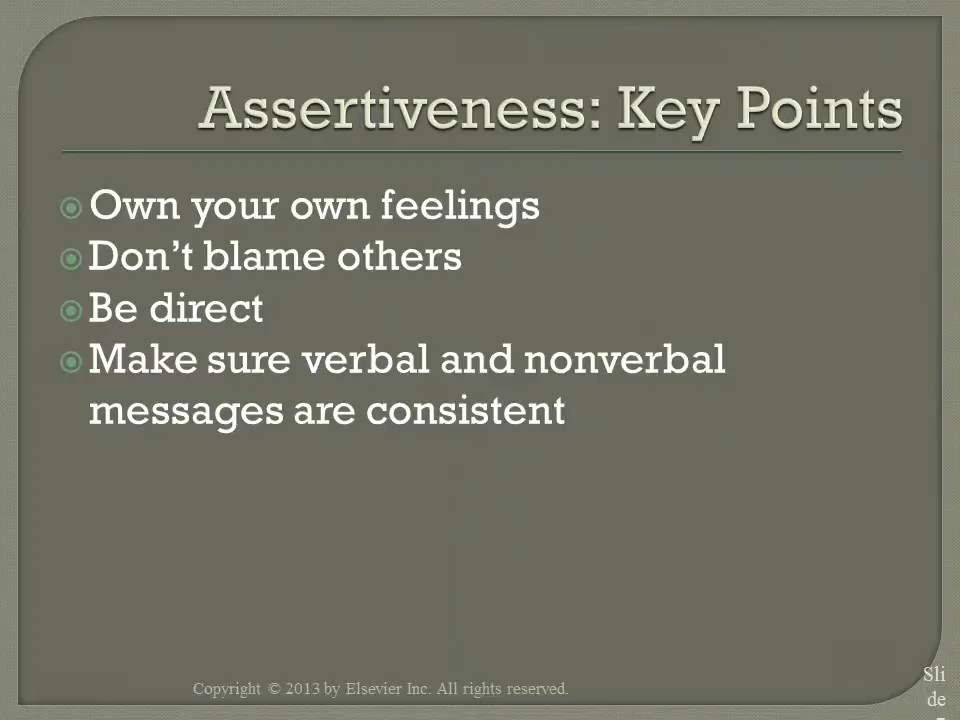 Assertiveness: Key Points
Own your own feelings
Don’t blame others
Be direct
Make sure verbal and nonverbal
messages are consistent
Copyright © 2013 by Elsevier Inc. All rights reserved.
Sli
de